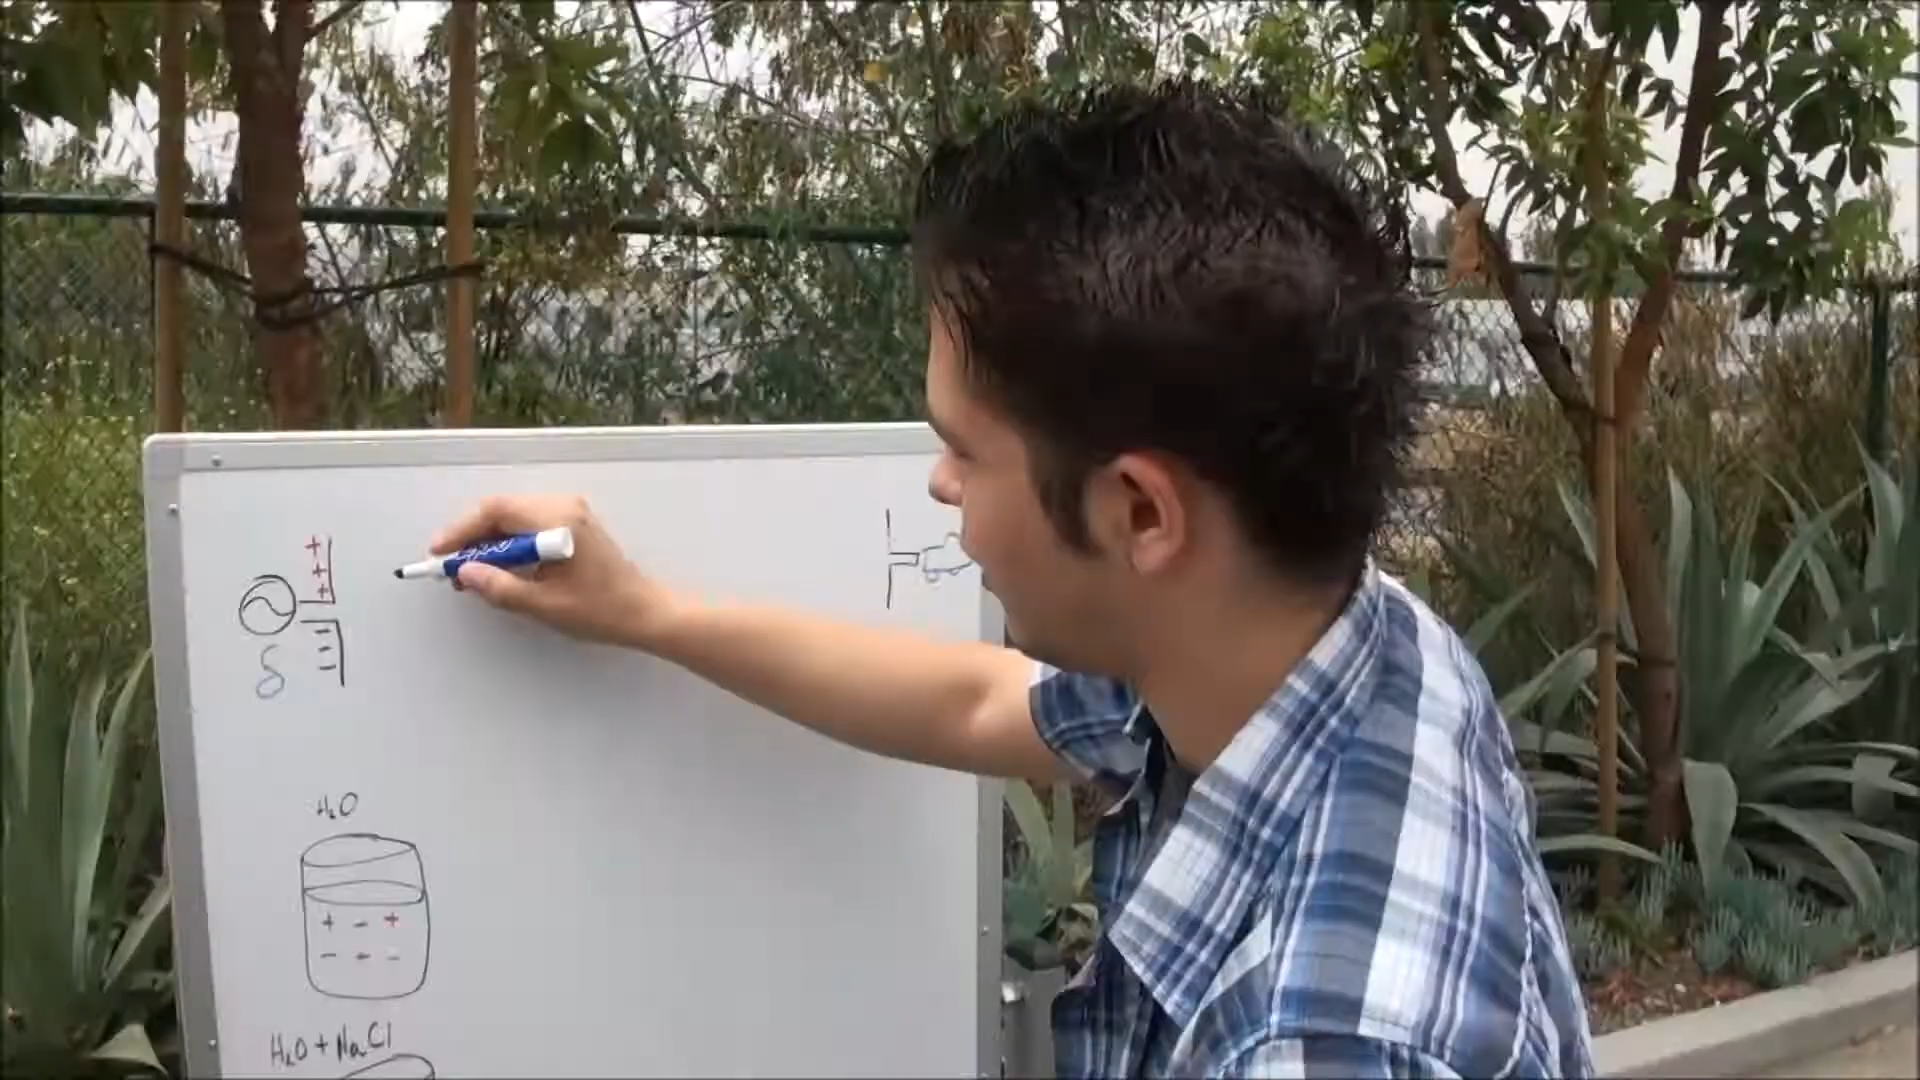 +
+
+
δ
-
-
-
H₂O
+ - +
- + -
H₂O + NaCl